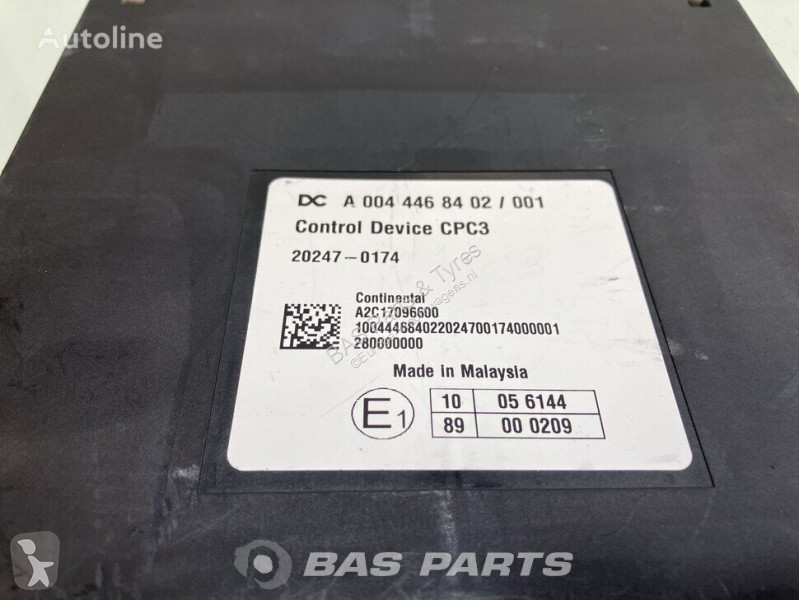 Autoline
DC A 004 446 84 02 / 001
Control Device CPC3
20247-0174
Continental
A2C17096600
100444684022024700174000001
280000000
Made in Malaysia
E1
10 05 6144
89 00 0209
BAS PARTS